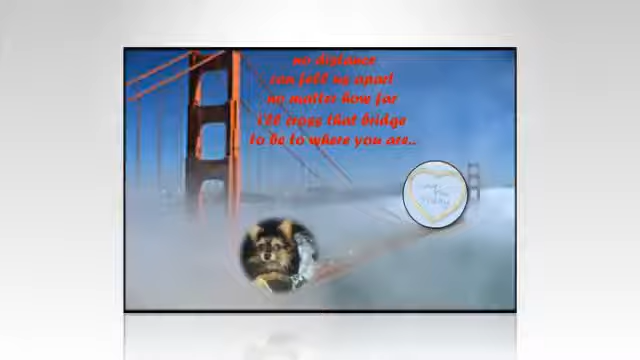 no distance
can fall us apart
no matter how far
i'll cross that bridge
to be to where you are..